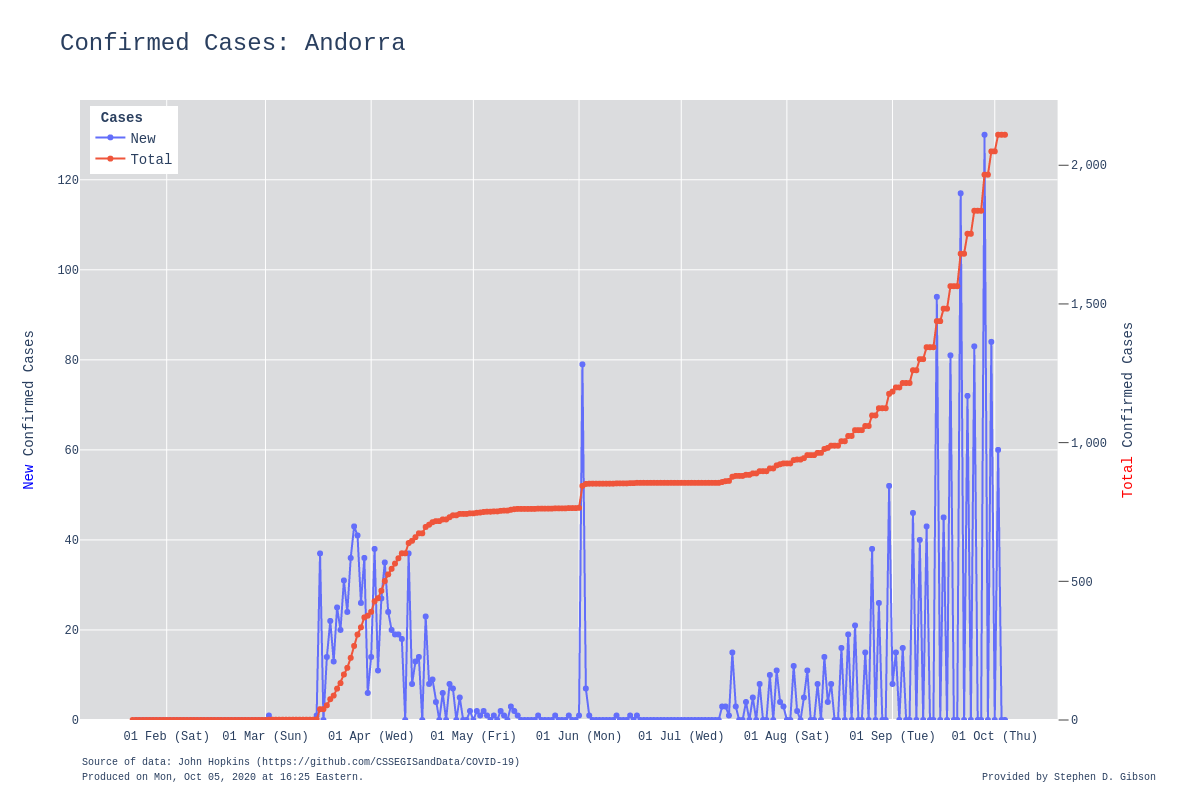 Confirmed Cases: Andorra
Cases
New
Total
120
100
80
60
40
20
0
2,000
1,500
1,000
500
0
New Confirmed Cases
Total Confirmed Cases
01 Feb (Sat)
01 Mar (Sun)
01 Apr (Wed)
01 May (Fri)
01 Jun (Mon)
01 Jul (Wed)
01 Aug (Sat)
01 Sep (Tue)
01 Oct (Thu)
Source of data: John Hopkins (https://github.com/CSSEGISandData/COVID-19)
Produced on Mon, Oct 05, 2020 at 16:25 Eastern.
Provided by Stephen D. Gibson